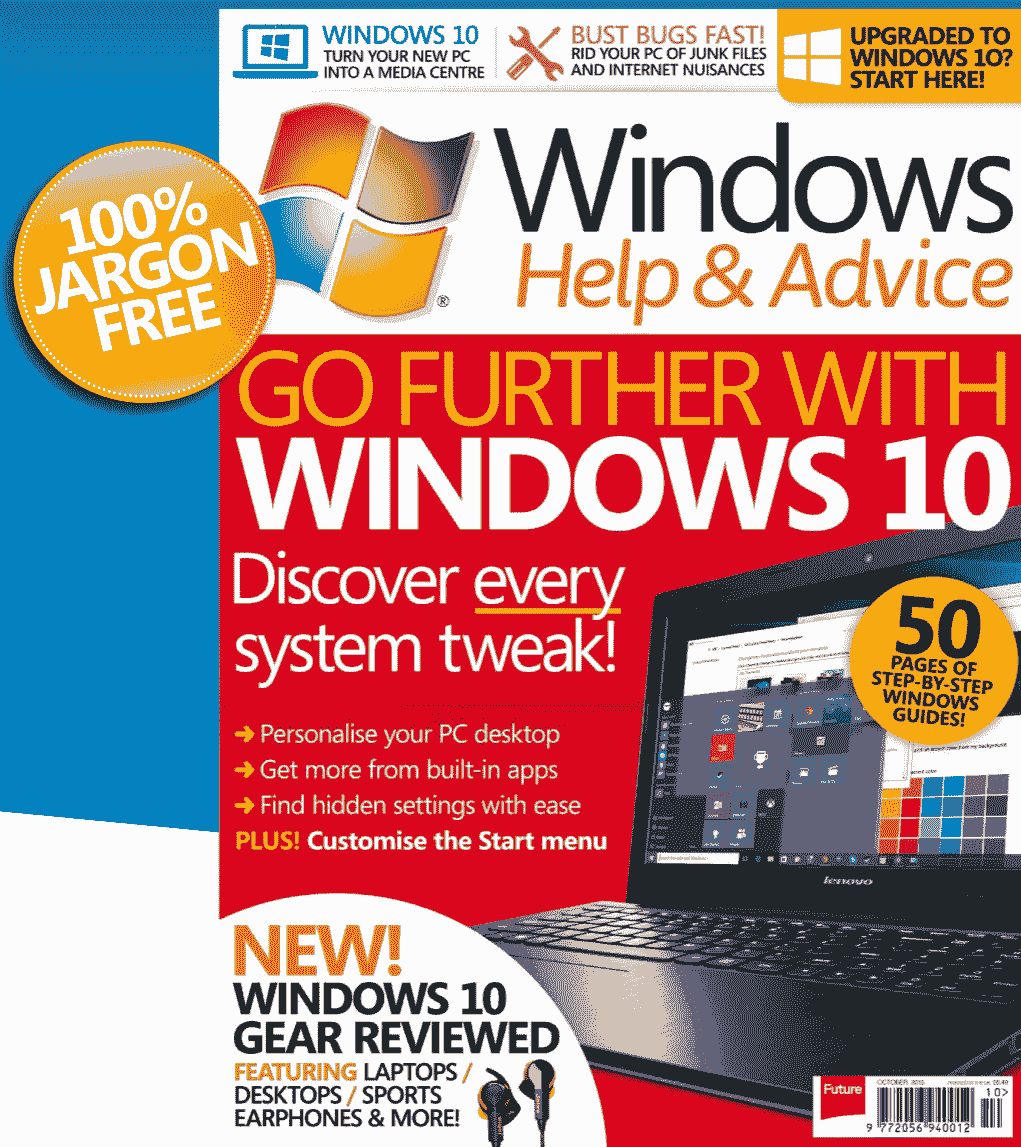 WINDOWS 10
TURN YOUR NEW PC
INTO A MEDIA CENTRE
BUST BUGS FAST!
RID YOUR PC OF JUNK FILES
AND INTERNET NUISANCES
UPGRADED TO
WINDOWS 10?
START HERE!
Windows
Help & Advice
®
100%
JARGON
FREE
GO FURTHER WITH
WINDOWS 10
Discover every
system tweak!
50
PAGES OF
STEP-BY-STEP
WINDOWS
GUIDES!
→ Personalise your PC desktop
→ Get more from built-in apps
→ Find hidden settings with ease
PLUS! Customise the Start menu
lenovo
NEW!
WINDOWS 10
GEAR REVIEWED
FEATURING LAPTOPS /
DESKTOPS / SPORTS
EARPHONES & MORE!
Future
OCTOBER
10>
9 772056 940012